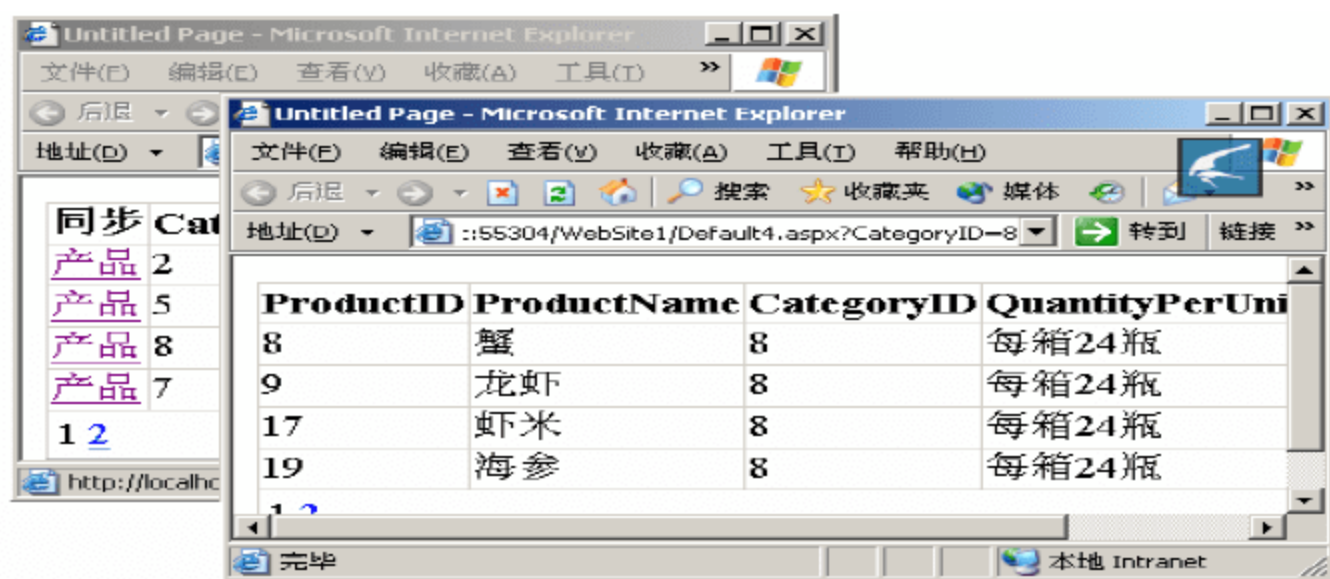 Untitled Page - Microsoft Internet Explorer
文件(F) 编辑(E) 查看(V) 收藏(A) 工具(T) »
后退
地址(D)
同步 Cat
产品 2
产品 5
产品 8
产品 7
1 2
http://localhc
Untitled Page - Microsoft Internet Explorer
文件(F) 编辑(E) 查看(V) 收藏(A) 工具(T) 帮助(H)
后退 搜索 收藏夹 媒体 »
地址(D) ::55304/WebSite1/Default4.aspx?CategoryID=8 转到 链接 »
ProductID ProductName CategoryID QuantityPerUni
8 蟹 8 每箱24瓶
9 龙虾 8 每箱24瓶
17 虾米 8 每箱24瓶
19 海参 8 每箱24瓶
1 2
完毕 本地 Intranet